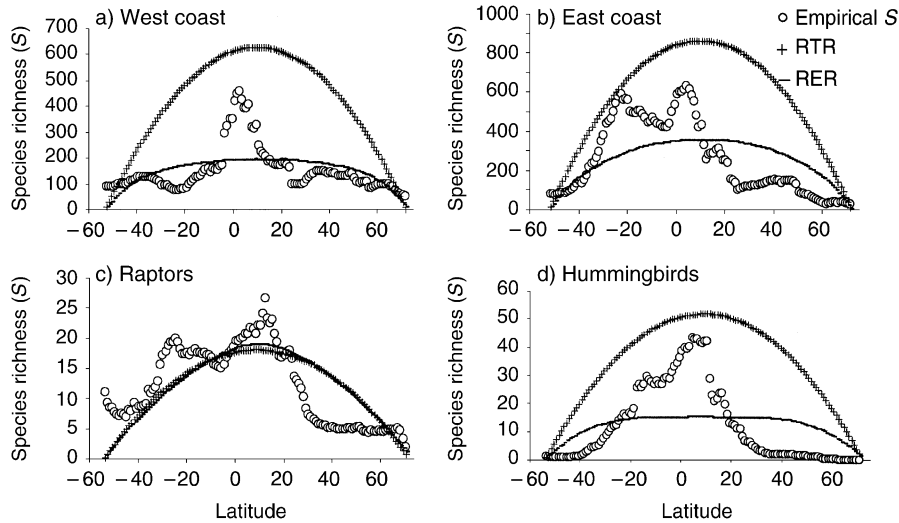 a) West coast
Species richness (S)
700
600
500
400
300
200
100
0
−60 −40 −20 0 20 40 60
b) East coast
Species richness (S)
1000
800
600
400
200
0
−60 −40 −20 0 20 40 60
Empirical S
RTR
RER
c) Raptors
Species richness (S)
30
25
20
15
10
5
0
−60 −40 −20 0 20 40 60
Latitude
d) Hummingbirds
Species richness (S)
60
50
40
30
20
10
0
−60 −40 −20 0 20 40 60
Latitude